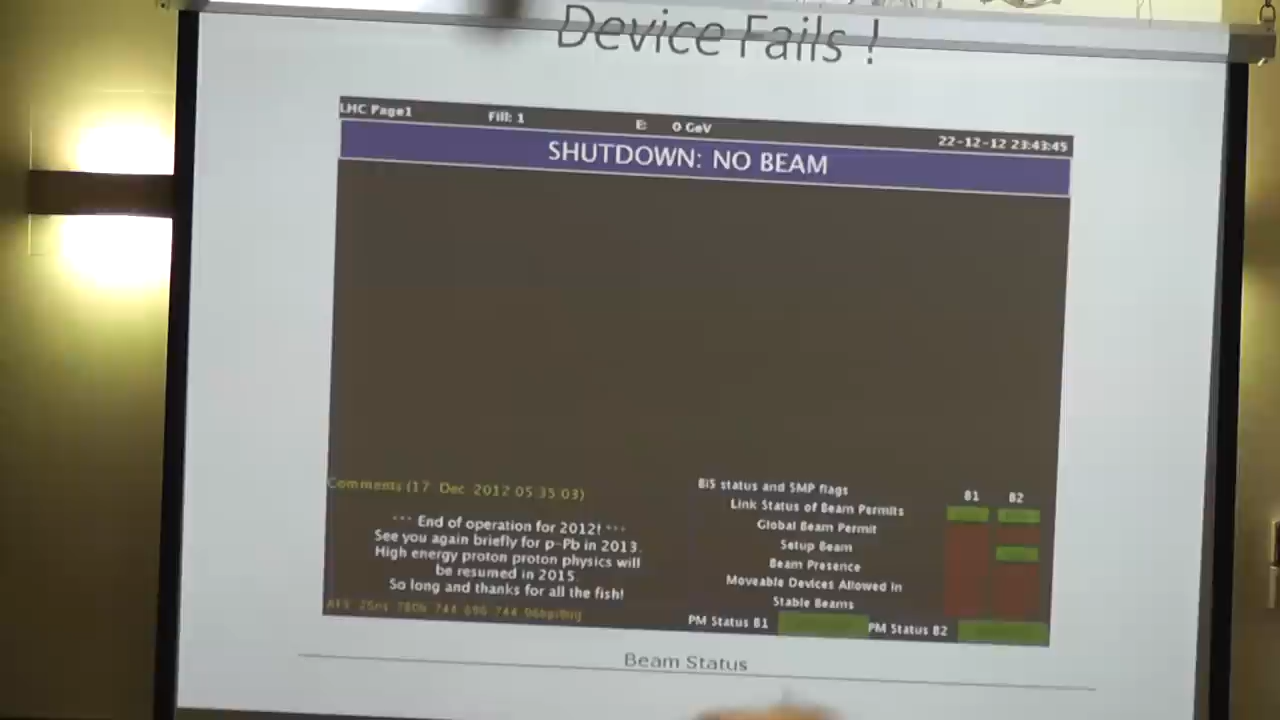 Device Fails !
LHC Page1 Fill: 1 E: 0 GeV 22-12-12 23:43:45
SHUTDOWN: NO BEAM
Comments (17 Dec 2012 05:35:03)
*** End of operation for 2012! ***
See you again briefly for p-Pb in 2013.
High energy proton proton physics will
be resumed in 2015.
So long and thanks for all the fish!
BIS status and SMP flags B1 B2
Link Status of Beam Permits
Global Beam Permit
Setup Beam
Beam Presence
Moveable Devices Allowed In
Stable Beams
PM Status B1 PM Status B2
Beam Status